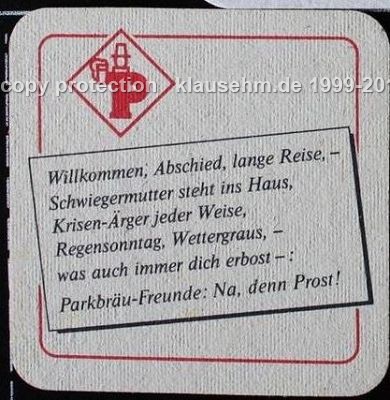 copy protection klausehm.de 1999-201
P
Willkommen, Abschied, lange Reise, –
Schwiegermutter steht ins Haus,
Krisen-Ärger jeder Weise,
Regensonntag, Wettergraus, –
was auch immer dich erbost – :
Parkbräu-Freunde: Na, denn Prost!